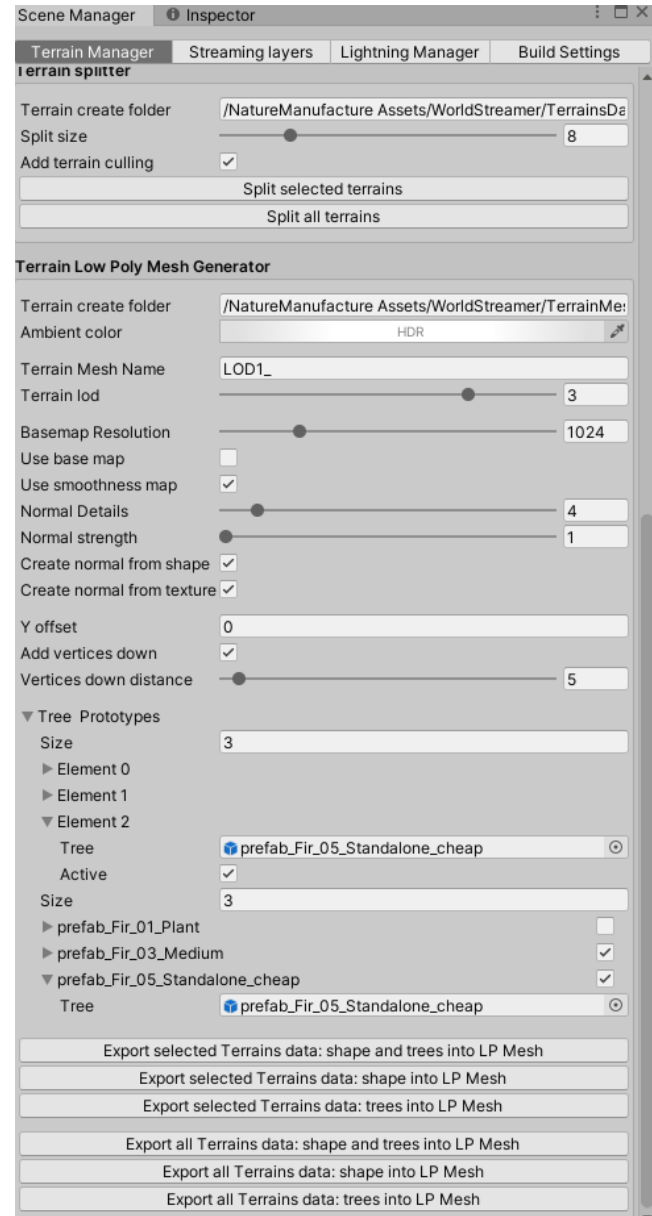 Scene Manager Inspector
Terrain Manager Streaming layers Lightning Manager Build Settings
Terrain splitter
Terrain create folder /NatureManufacture Assets/WorldStreamer/TerrainsDa
Split size 8
Add terrain culling
Split selected terrains
Split all terrains
Terrain Low Poly Mesh Generator
Terrain create folder /NatureManufacture Assets/WorldStreamer/TerrainMes
Ambient color HDR
Terrain Mesh Name LOD1_
Terrain lod 3
Basemap Resolution 1024
Use base map
Use smoothness map
Normal Details 4
Normal strength 1
Create normal from shape
Create normal from texture
Y offset 0
Add vertices down
Vertices down distance 5
Tree Prototypes
Size 3
Element 0
Element 1
Element 2
Tree prefab_Fir_05_Standalone_cheap
Active
Size 3
prefab_Fir_01_Plant
prefab_Fir_03_Medium
prefab_Fir_05_Standalone_cheap
Tree prefab_Fir_05_Standalone_cheap
Export selected Terrains data: shape and trees into LP Mesh
Export selected Terrains data: shape into LP Mesh
Export selected Terrains data: trees into LP Mesh
Export all Terrains data: shape and trees into LP Mesh
Export all Terrains data: shape into LP Mesh
Export all Terrains data: trees into LP Mesh